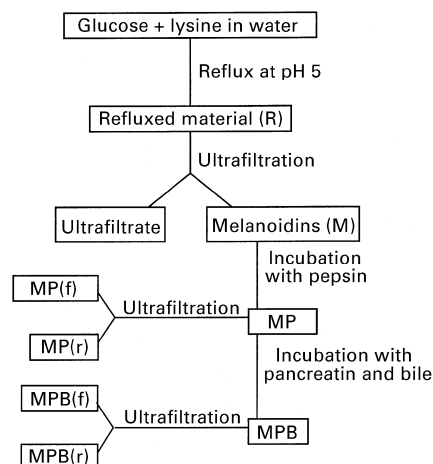 Glucose + lysine in water
Reflux at pH 5
Refluxed material (R)
Ultrafiltration
Ultrafiltrate
Melanoidins (M)
Incubation
with pepsin
MP(f)
Ultrafiltration
MP
MP(r)
Incubation with
pancreatin and bile
MPB(f)
Ultrafiltration
MPB
MPB(r)